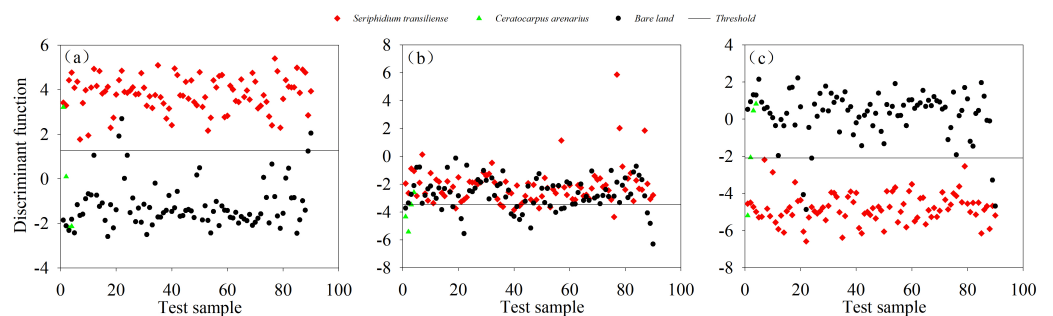 Seriphidium transiliense Ceratocarpus arenarius Bare land Threshold
(a) (b) (c)
Discriminant function
6
4
2
0
-2
-4
0 20 40 60 80 100
Test sample
8
6
4
2
0
-2
-4
-6
-8
0 20 40 60 80 100
Test sample
4
2
0
-2
-4
-6
-8
0 20 40 60 80 100
Test sample